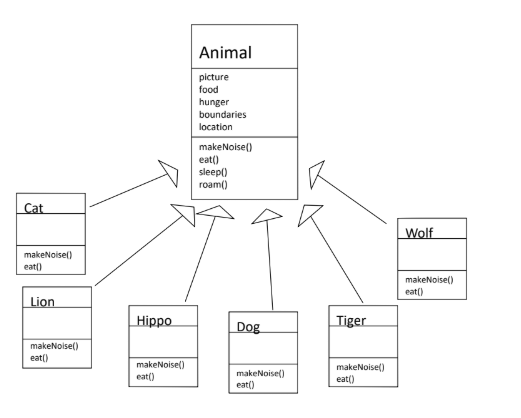 Animal
picture
food
hunger
boundaries
location
makeNoise()
eat()
sleep()
roam()
Cat
makeNoise()
eat()
Lion
makeNoise()
eat()
Hippo
makeNoise()
eat()
Dog
makeNoise()
eat()
Tiger
makeNoise()
eat()
Wolf
makeNoise()
eat()